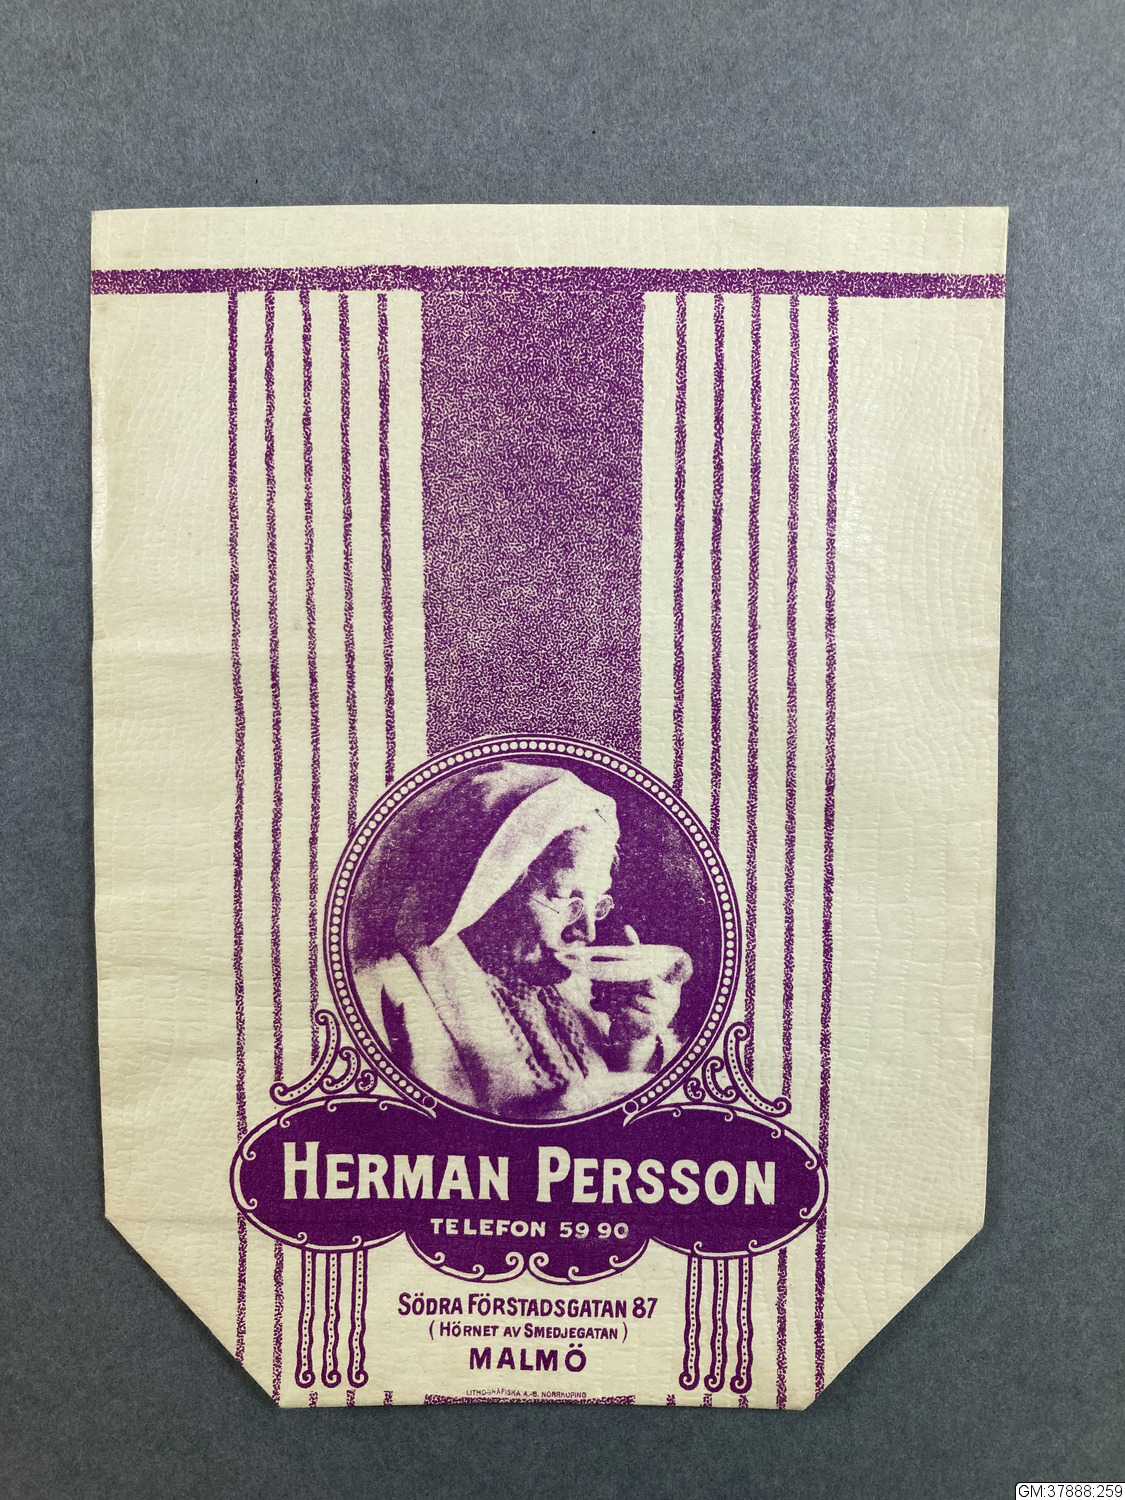 HERMAN PERSSON
TELEFON 59 90
SÖDRA FÖRSTADSGATAN 87
(HÖRNET AV SMEDJEGATAN)
MALMÖ
LITHOGRAFISKA A.-B. NORRKÖPING
GM:37888:259